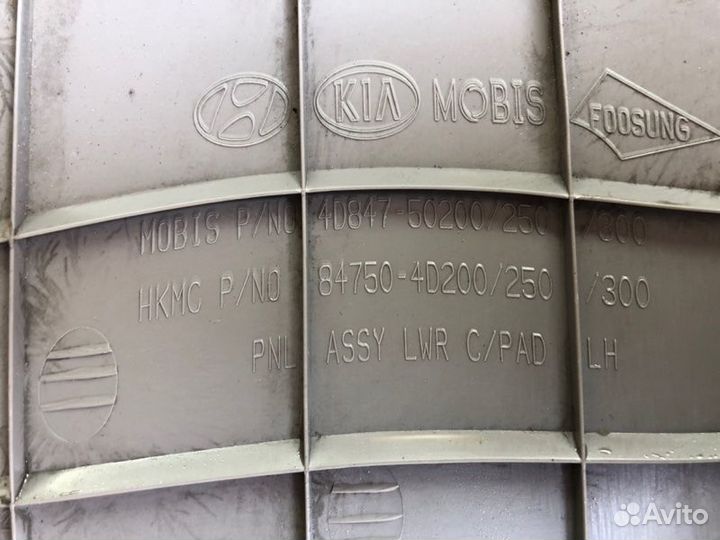 KIA MOBIS FOOSUNG
MOBIS P/NO 4D847-50200/250 /300
HKMC P/NO 84750-4D200/250 /300
PNL ASSY LWR C/PAD LH
Avito